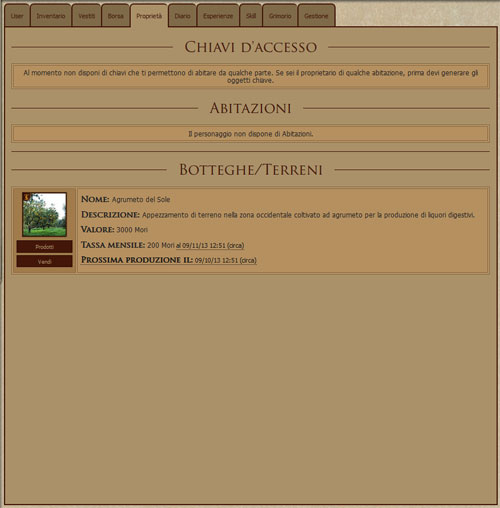 User Inventario Vestiti Borsa Proprietà Diario Esperienze Skill Grimorio Gestione
Chiavi d'accesso
Al momento non disponi di chiavi che ti permettono di abitare da qualche parte. Se sei il proprietario di qualche abitazione, prima devi generare gli
oggetti chiave.
Abitazioni
Il personaggio non dispone di Abitazioni.
Botteghe/Terreni
Nome: Agrumeto del Sole
Descrizione: Appezzamento di terreno nella zona occidentale coltivato ad agrumeto per la produzione di liquori digestivi.
Valore: 3000 Mori
Tassa mensile: 200 Mori al 09/11/13 12:51 (circa)
Prossima produzione il: 09/10/13 12:51 (circa)
Prodotti
Vendi